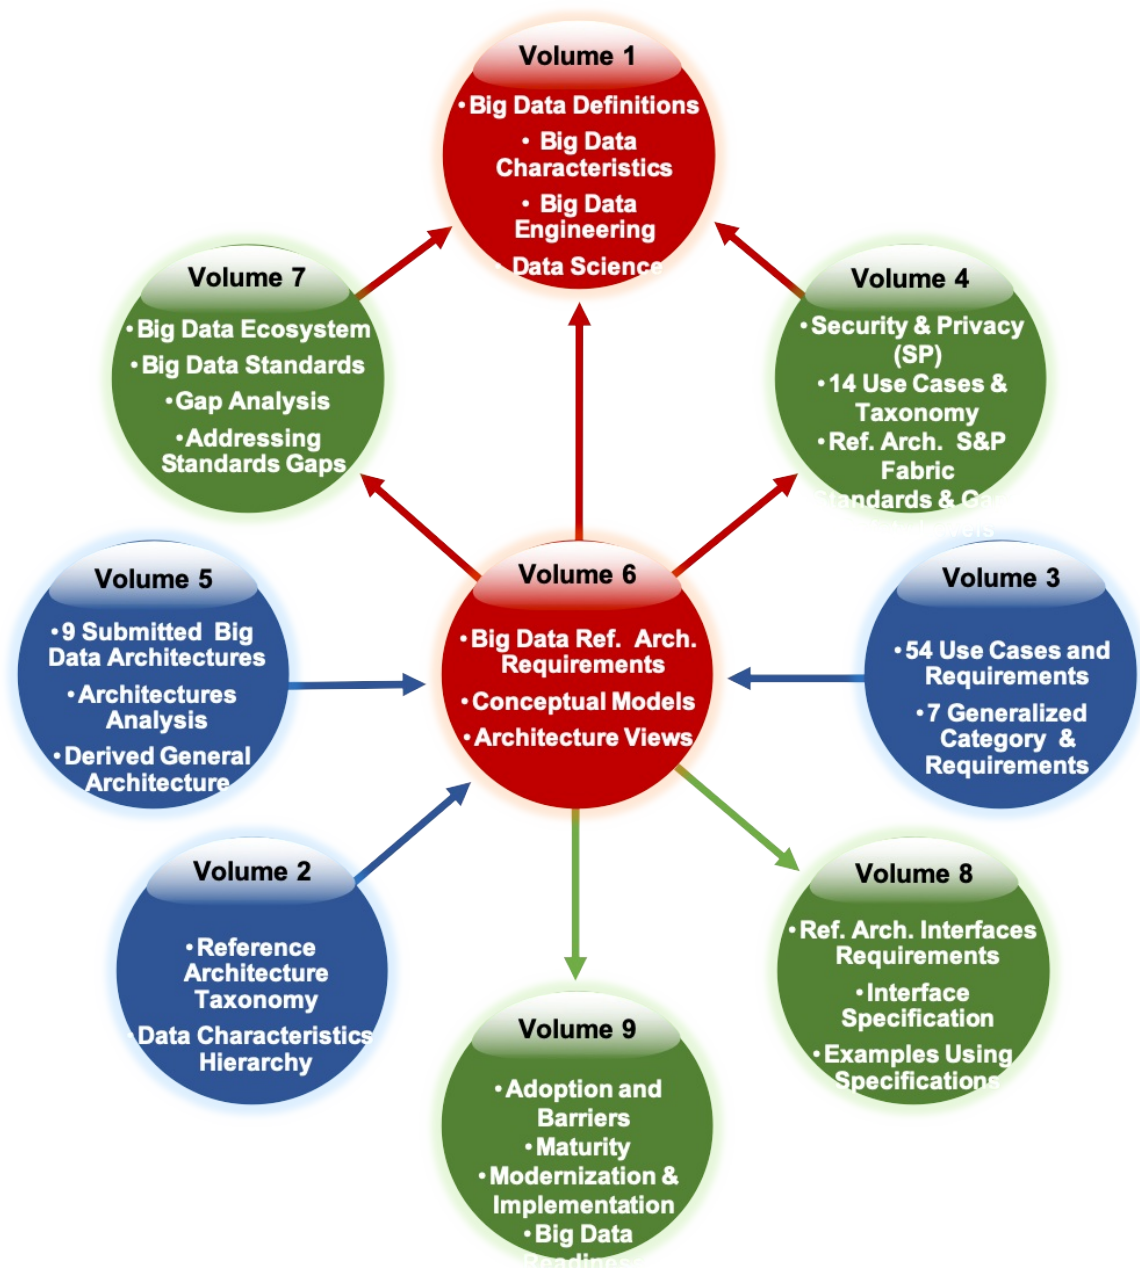 Volume 1
• Big Data Definitions
• Big Data
Characteristics
• Big Data
Engineering
• Data Science
Volume 7
• Big Data Ecosystem
• Big Data Standards
• Gap Analysis
• Addressing
Standards Gaps
Volume 4
• Security & Privacy
(SP)
• 14 Use Cases &
Taxonomy
• Ref. Arch. S&P
Fabric
Standards &
Volume 5
• 9 Submitted Big
Data Architectures
• Architectures
Analysis
• Derived General
Architecture
Volume 6
• Big Data Ref. Arch.
Requirements
• Conceptual Models
• Architecture Views
Volume 3
• 54 Use Cases and
Requirements
• 7 Generalized
Category &
Requirements
Volume 2
• Reference
Architecture
Taxonomy
• Data Characteristics
Hierarchy
Volume 8
• Ref. Arch. Interfaces
Requirements
• Interface
Specification
• Examples Using
Specifications
Volume 9
• Adoption and
Barriers
• Maturity
• Modernization &
Implementation
• Big Data
Readiness